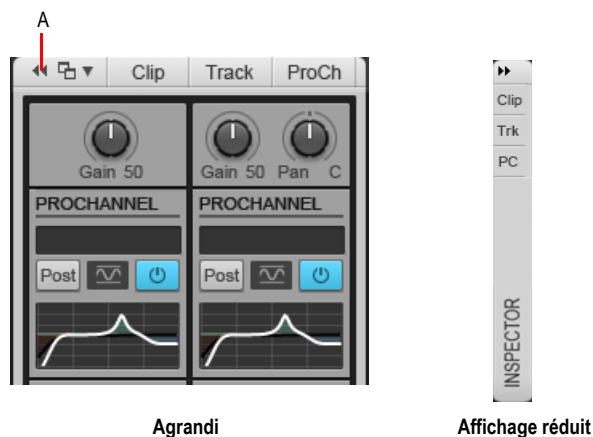 A
Clip Track ProCh
Gain 50
Gain 50 Pan C
PROCHANNEL
PROCHANNEL
Post
Post
Agrandi
Clip
Trk
PC
INSPECTOR
Affichage réduit